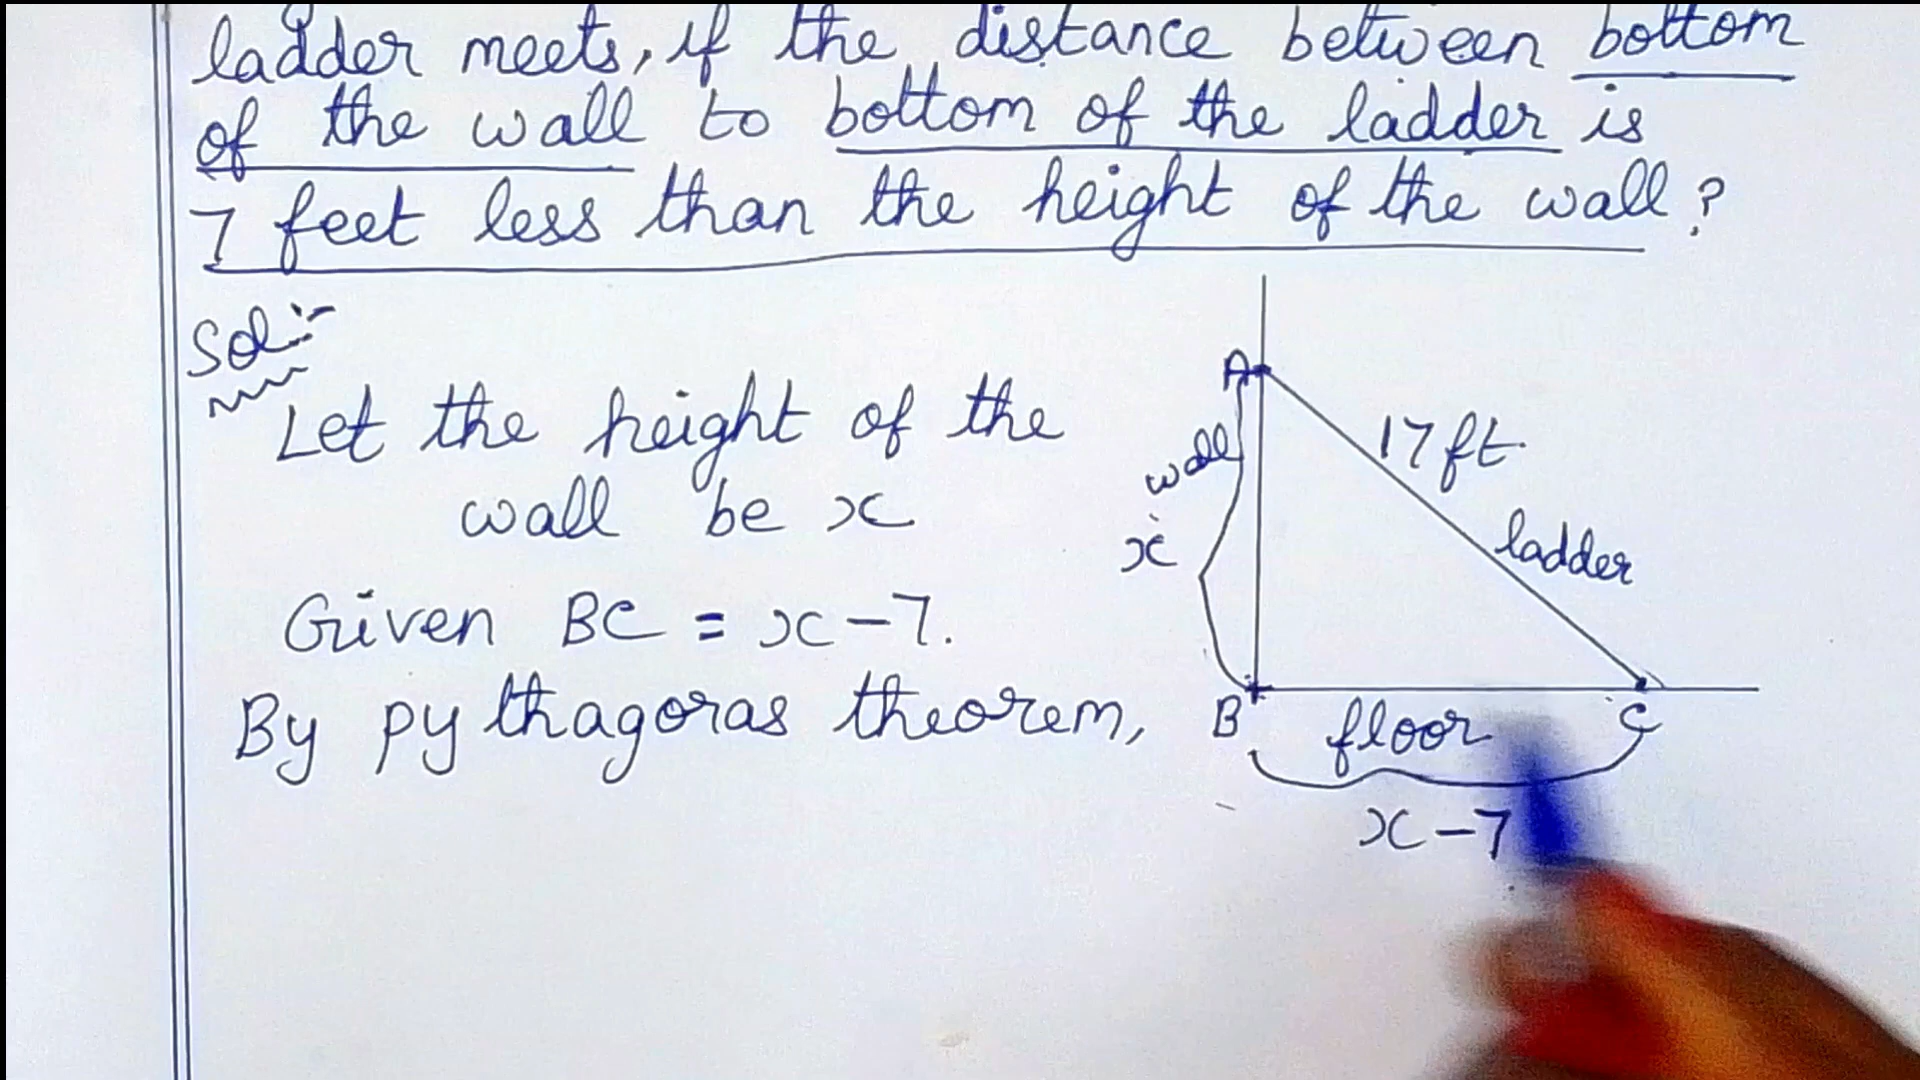 ladder meets, if the distance between bottom
of the wall to bottom of the ladder is
7 feet less than the height of the wall?
Sol:-
Let the height of the
wall be x
Given BC = x-7.
By pythagoras theorem,
A
wall
x
17ft.
ladder
B
floor
C
x-7